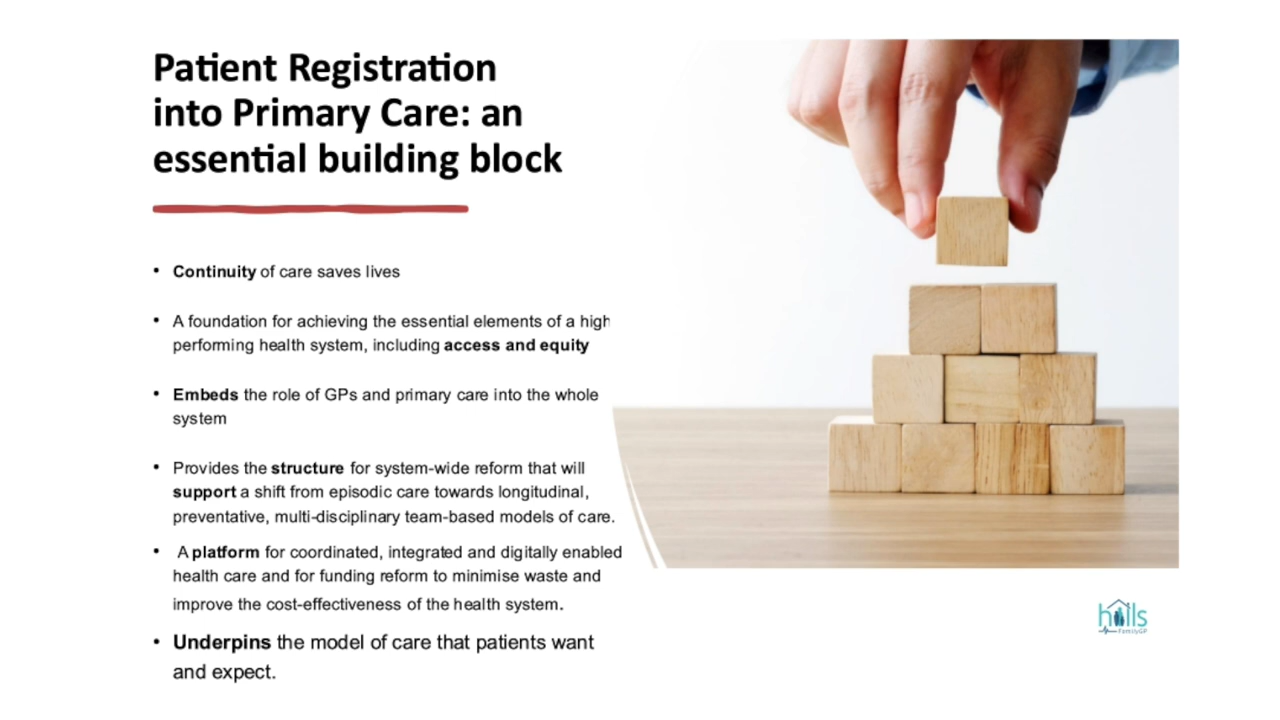 Patient Registration
into Primary Care: an
essential building block
• Continuity of care saves lives
• A foundation for achieving the essential elements of a high
performing health system, including access and equity
• Embeds the role of GPs and primary care into the whole
system
• Provides the structure for system-wide reform that will
support a shift from episodic care towards longitudinal,
preventative, multi-disciplinary team-based models of care.
• A platform for coordinated, integrated and digitally enabled
health care and for funding reform to minimise waste and
improve the cost-effectiveness of the health system.
• Underpins the model of care that patients want
and expect.
hills
FamilyGP